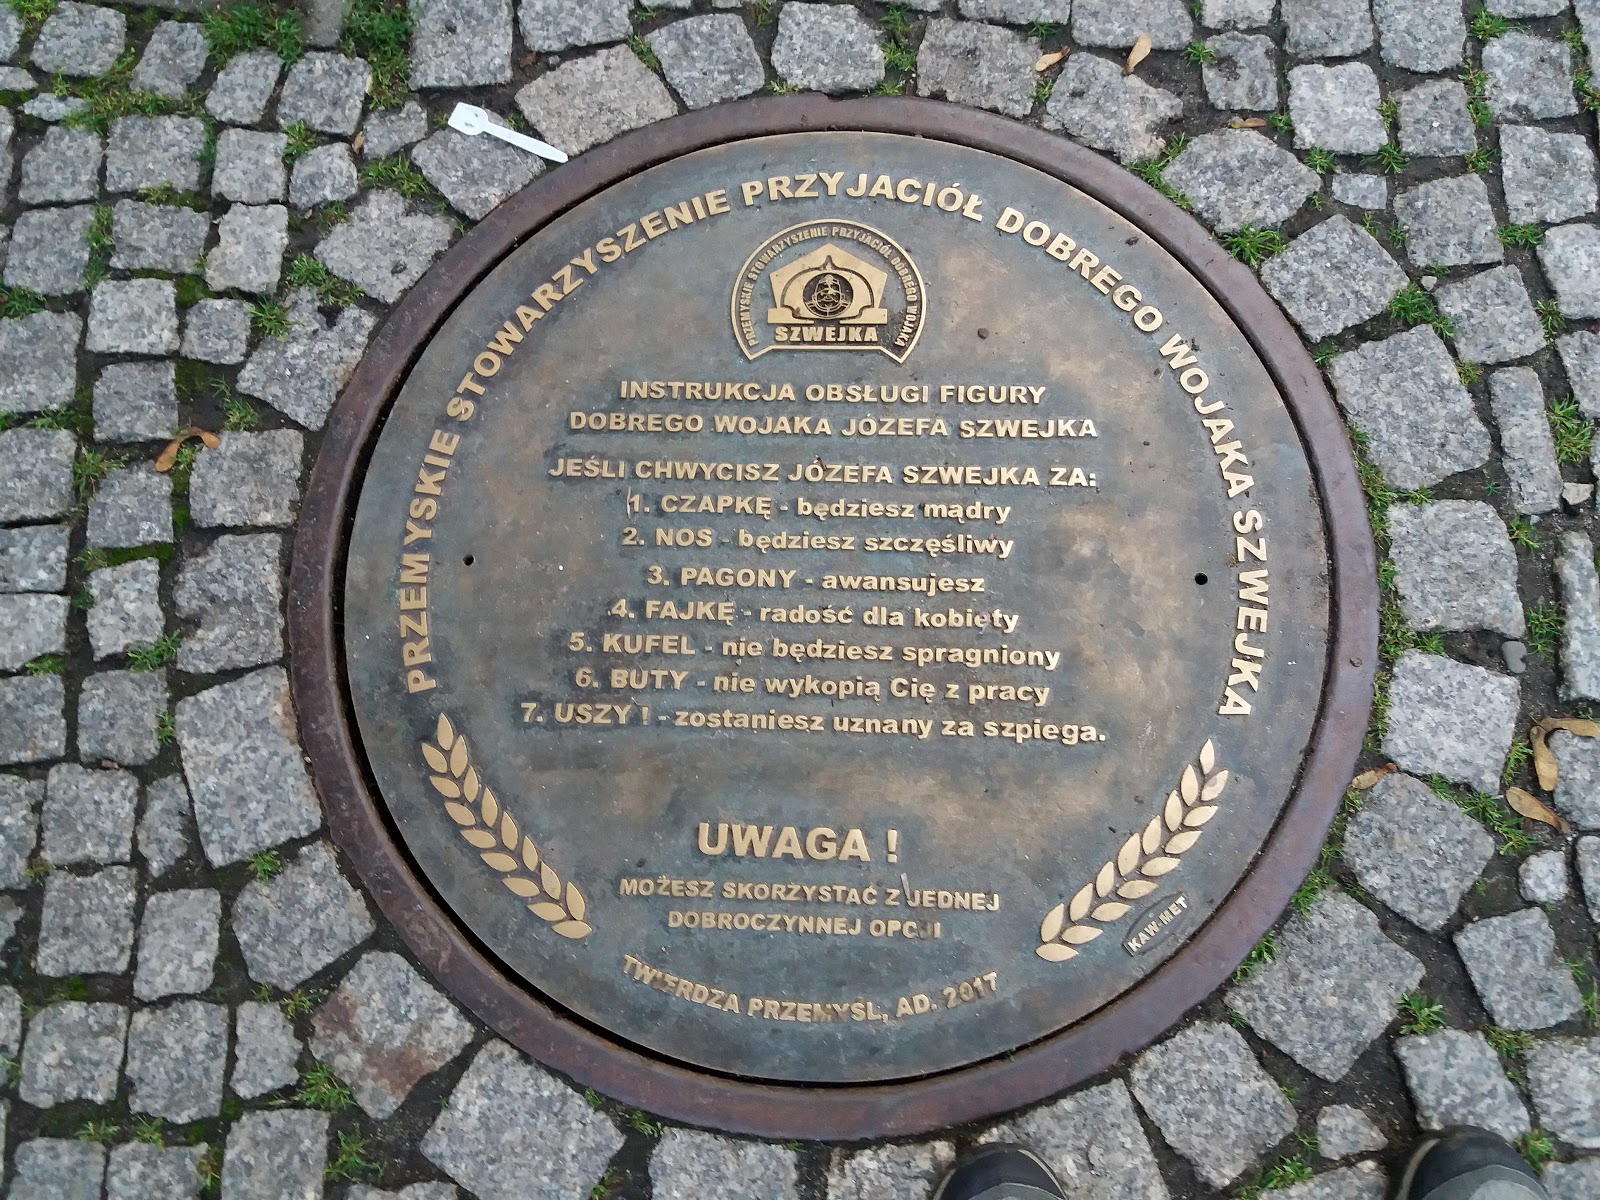 PRZEMYSKIE STOWARZYSZENIE PRZYJACIÓŁ DOBREGO WOJAKA SZWEJKA
PRZEMYSKIE STOWARZYSZENIE PRZYJACIÓŁ DOBREGO WOJAKA
SZWEJKA
INSTRUKCJA OBSŁUGI FIGURY
DOBREGO WOJAKA JÓZEFA SZWEJKA
JEŚLI CHWYCISZ JÓZEFA SZWEJKA ZA:
1. CZAPKĘ - będziesz mądry
2. NOS - będziesz szczęśliwy
3. PAGONY - awansujesz
4. FAJKĘ - radość dla kobiety
5. KUFEL - nie będziesz spragniony
6. BUTY - nie wykopią Cię z pracy
7. USZY ! - zostaniesz uznany za szpiega.
UWAGA !
MOŻESZ SKORZYSTAĆ Z JEDNEJ
DOBROCZYNNEJ OPCJI
TWIERDZA PRZEMYŚL, AD. 2017
KAW-MET